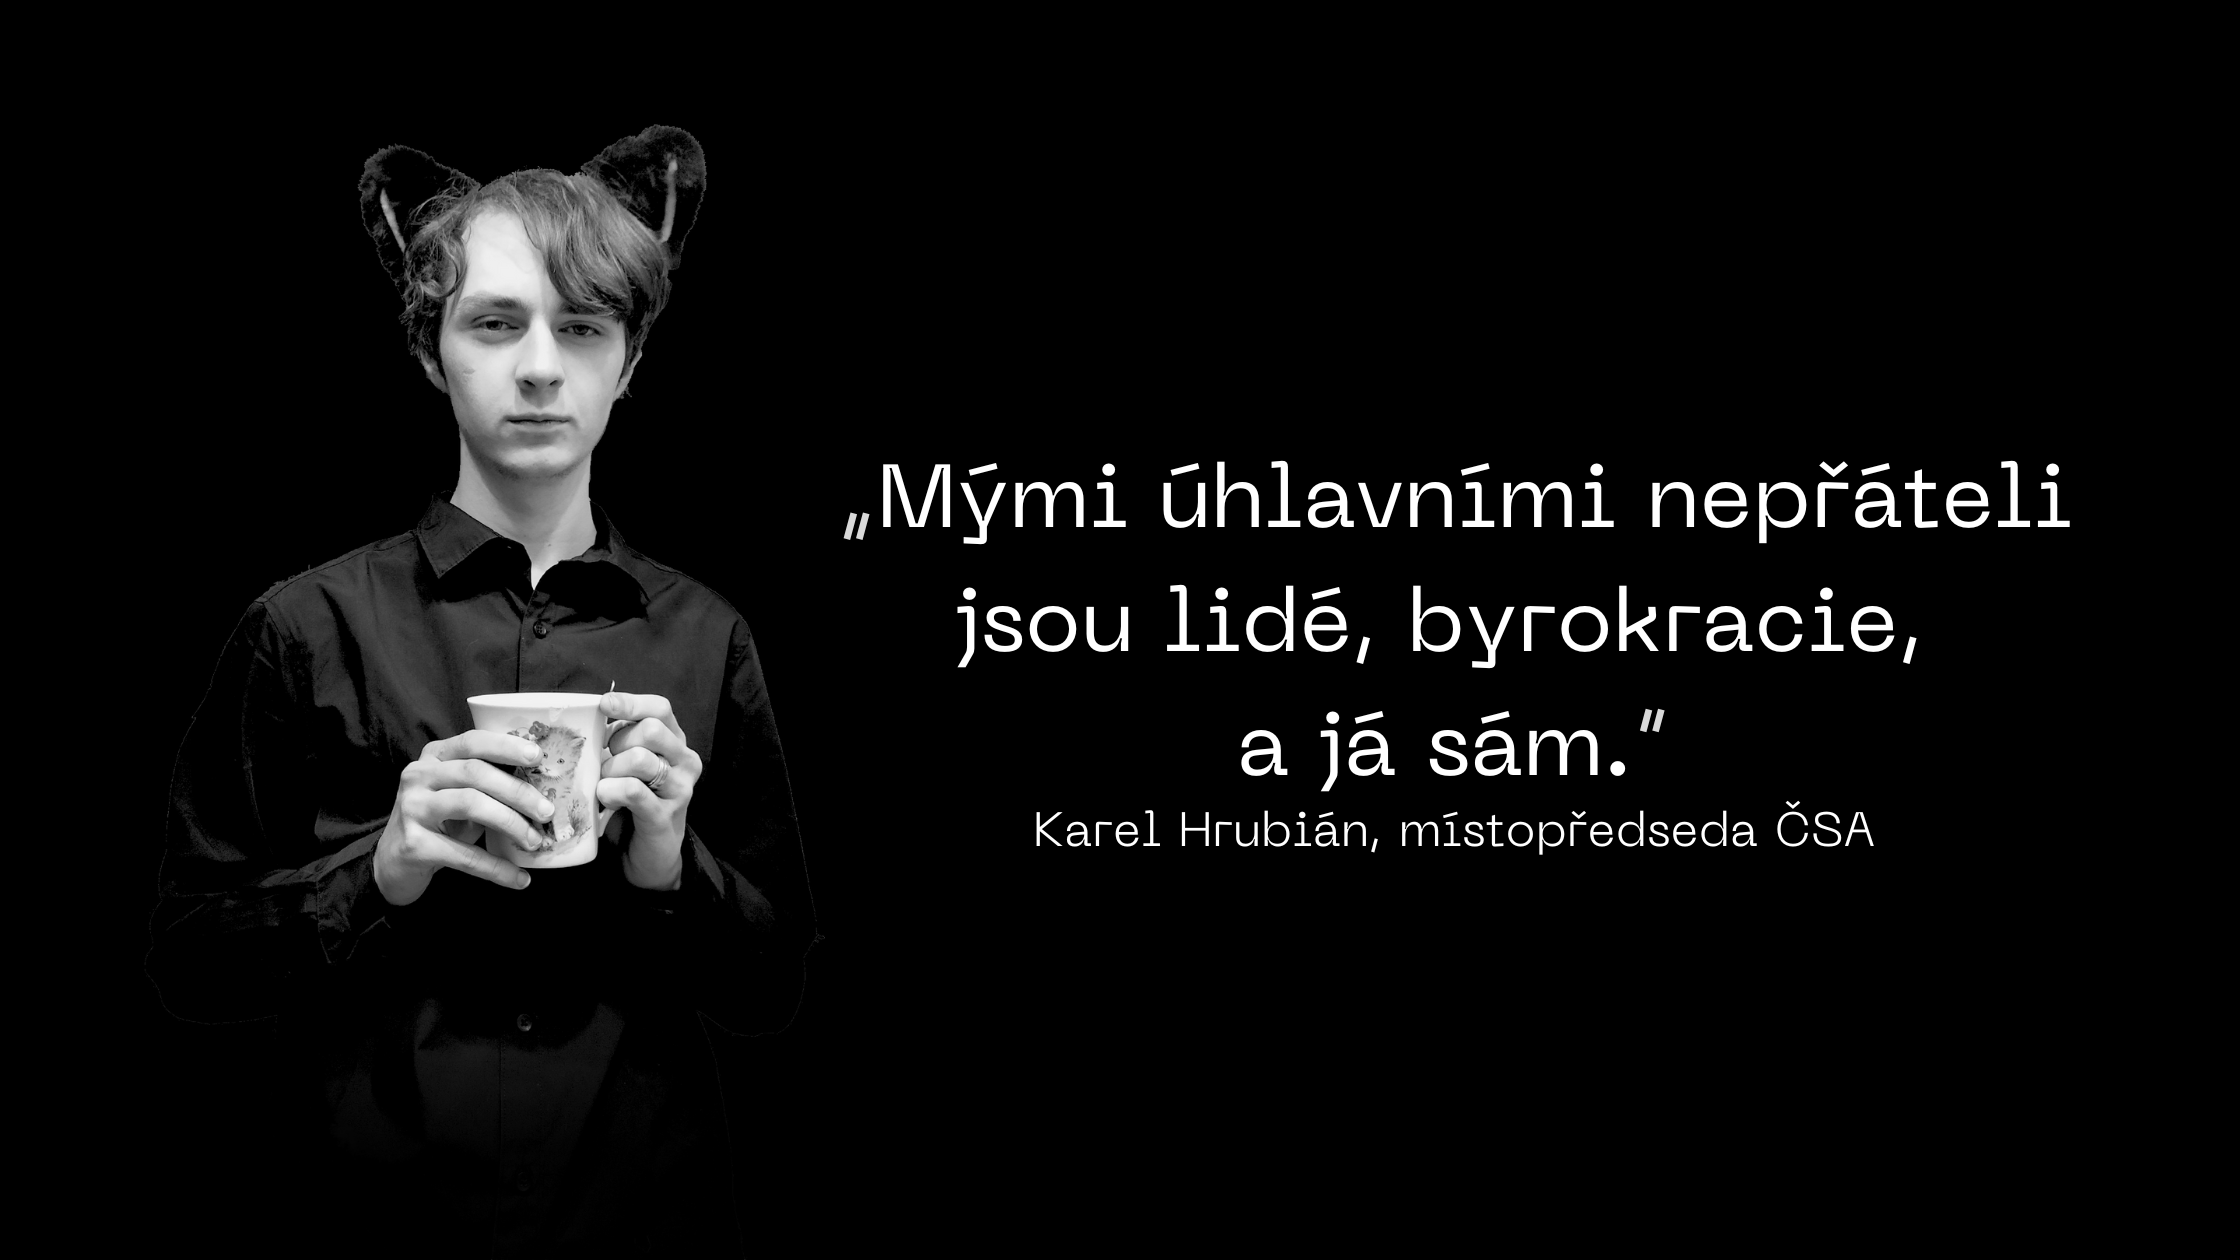 „Mými úhlavními nepřáteli
jsou lidé, byrokracie,
a já sám.“
Karel Hrubián, místopředseda ČSA